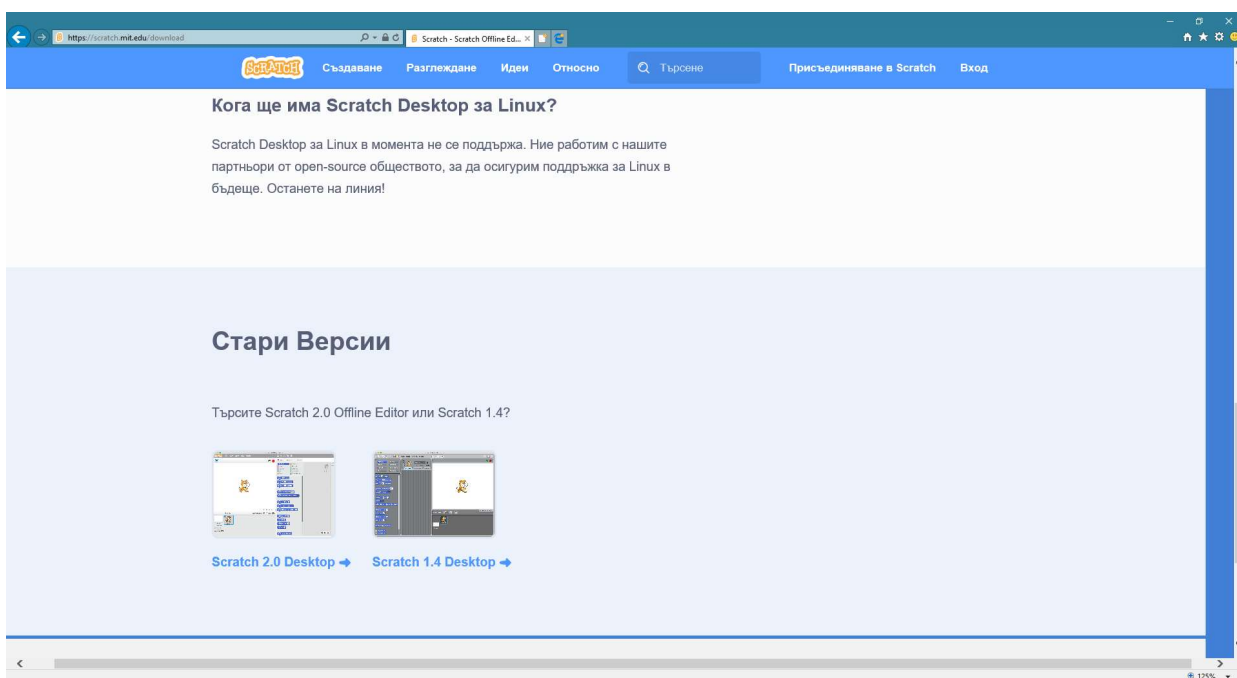 https://scratch.mit.edu/download
Scratch - Scratch Offline Ed...
SCRATCH Създаване Разглеждане Идеи Относно Търсене Присъединяване в Scratch Вход
Кога ще има Scratch Desktop за Linux?
Scratch Desktop за Linux в момента не се поддържа. Ние работим с нашите
партньори от open-source обществото, за да осигурим поддръжка за Linux в
бъдеще. Останете на линия!
Стари Версии
Търсите Scratch 2.0 Offline Editor или Scratch 1.4?
Scratch 2.0 Desktop Scratch 1.4 Desktop
125%